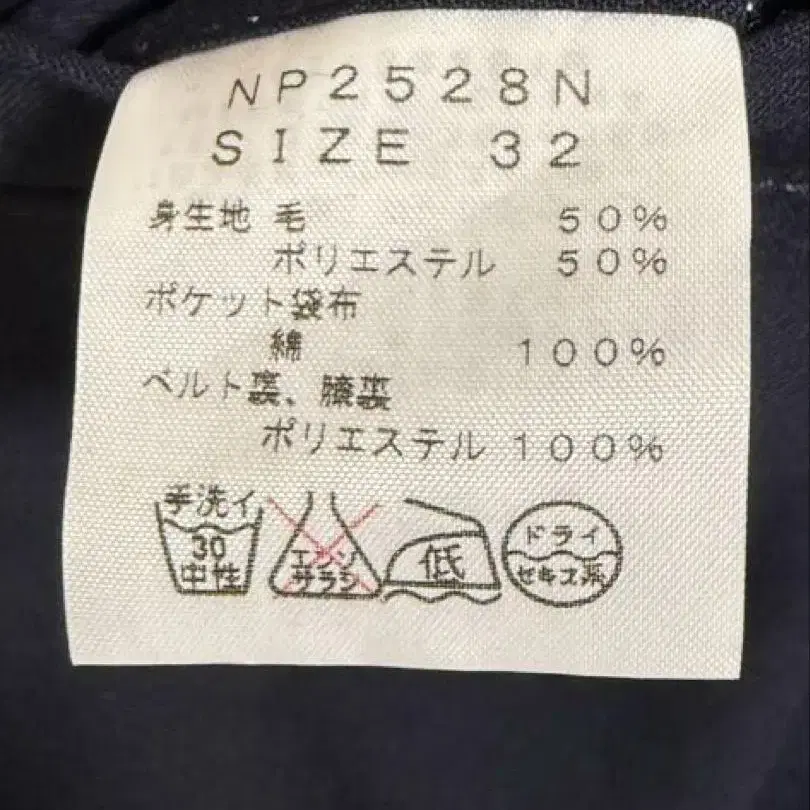 NP2528N
SIZE 32
身生地 毛 50%
ポリエステル 50%
ポケット袋布
綿 100%
ベルト裏、膝裏
ポリエステル 100%
手洗イ
30
中性
エンソ
サラシ
低
ドライ
セキユ系